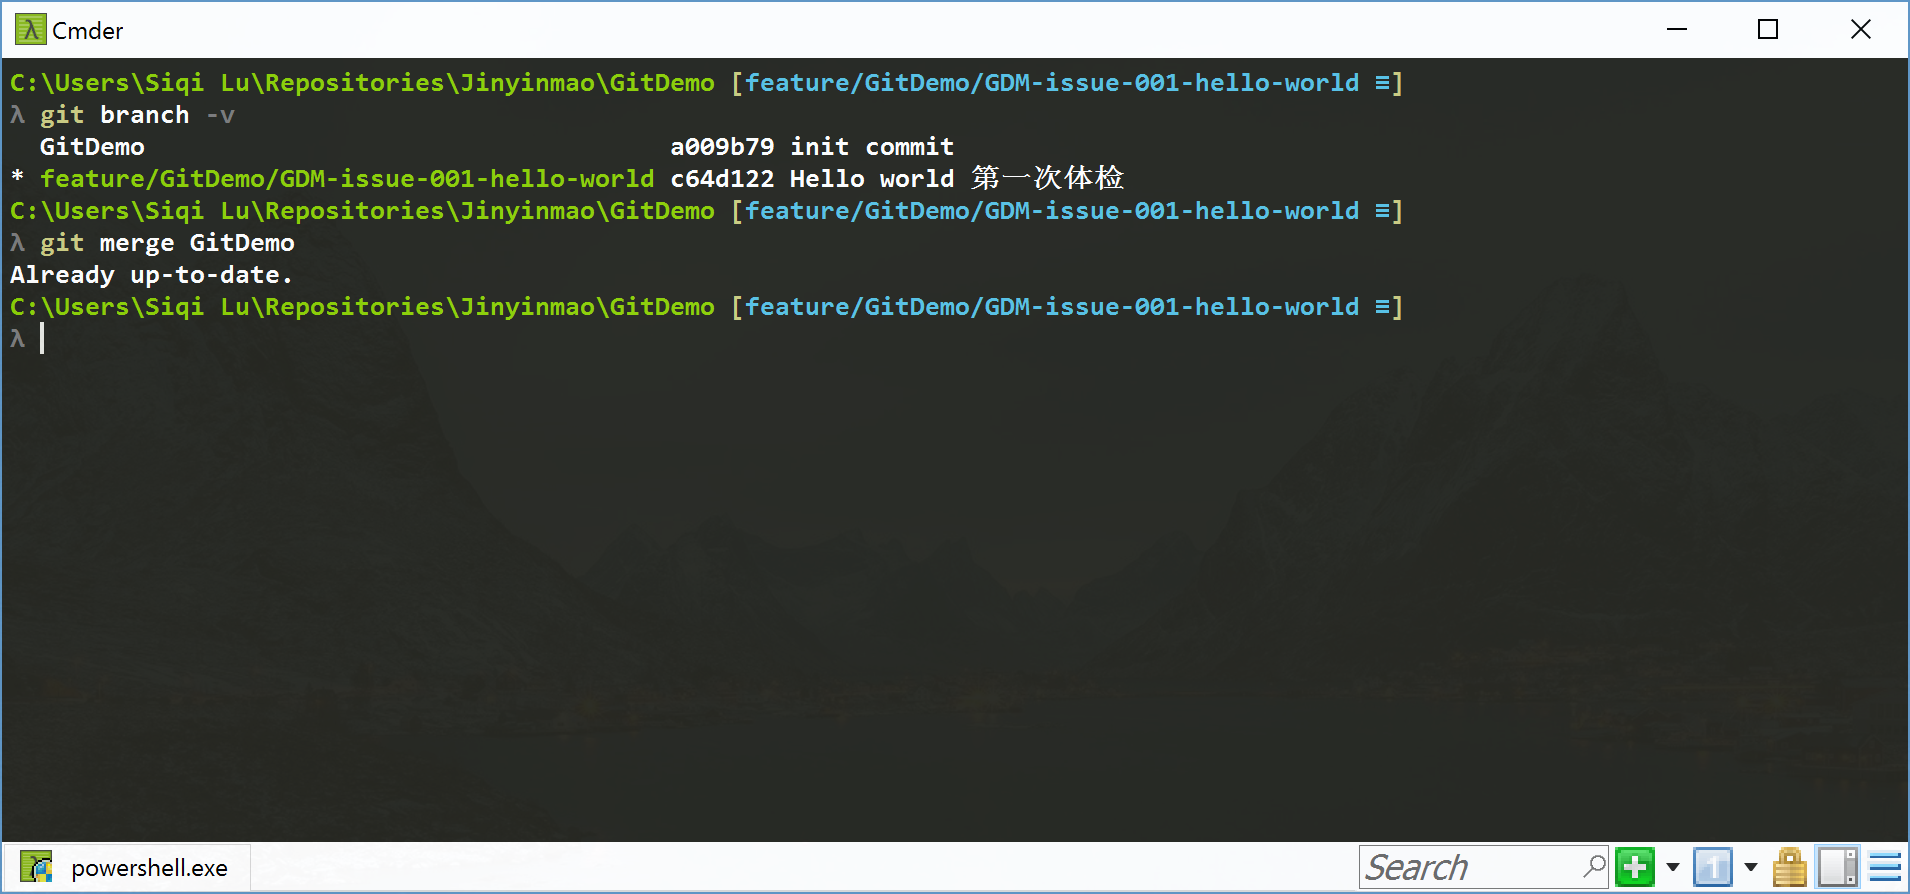 Cmder
C:\Users\Siqi Lu\Repositories\Jinyinmao\GitDemo [feature/GitDemo/GDM-issue-001-hello-world ≡]
λ git branch -v
  GitDemo                                   a009b79 init commit
* feature/GitDemo/GDM-issue-001-hello-world c64d122 Hello world 第一次体检
C:\Users\Siqi Lu\Repositories\Jinyinmao\GitDemo [feature/GitDemo/GDM-issue-001-hello-world ≡]
λ git merge GitDemo
Already up-to-date.
C:\Users\Siqi Lu\Repositories\Jinyinmao\GitDemo [feature/GitDemo/GDM-issue-001-hello-world ≡]
λ
powershell.exe Search 1